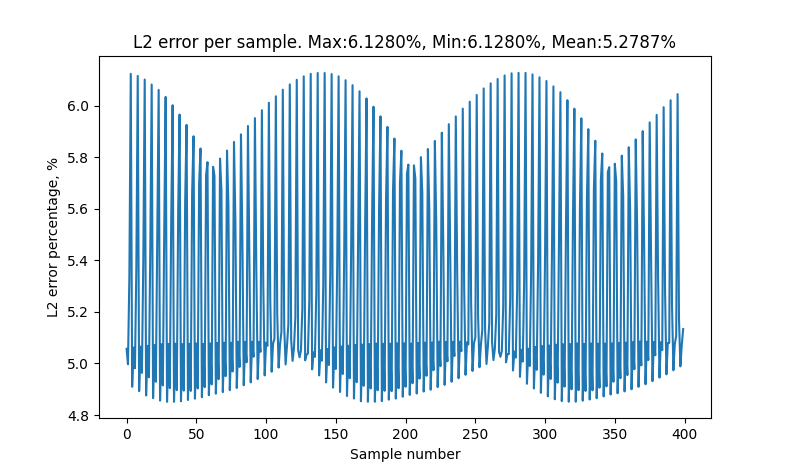 L2 error per sample. Max:6.1280%, Min:6.1280%, Mean:5.2787%
L2 error percentage, %
6.0
5.8
5.6
5.4
5.2
5.0
4.8
0 50 100 150 200 250 300 350 400
Sample number